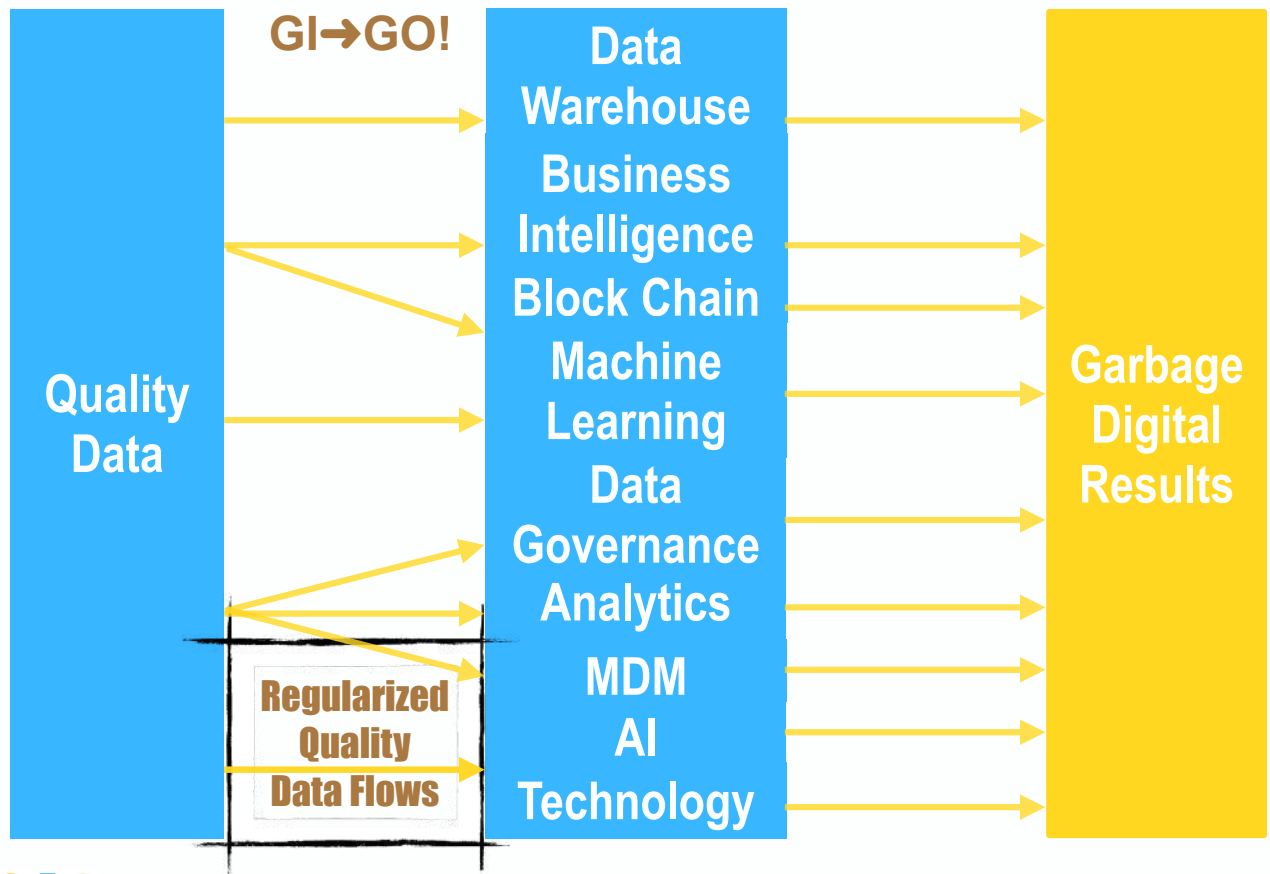 GI➔GO!
Quality
Data
Regularized
Quality
Data Flows
Data
Warehouse
Business
Intelligence
Block Chain
Machine
Learning
Data
Governance
Analytics
MDM
AI
Technology
Garbage
Digital
Results